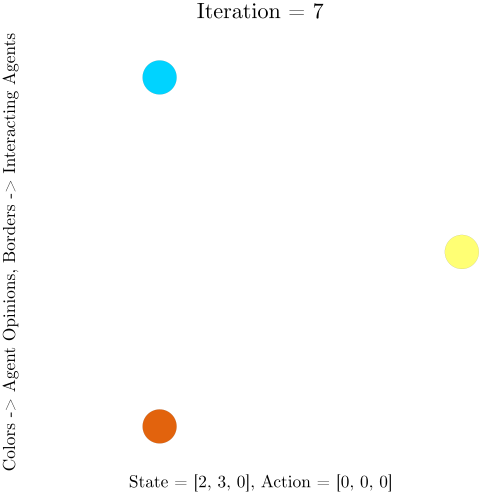 Iteration = 7
Colors -> Agent Opinions, Borders -> Interacting Agents
State = [2, 3, 0], Action = [0, 0, 0]